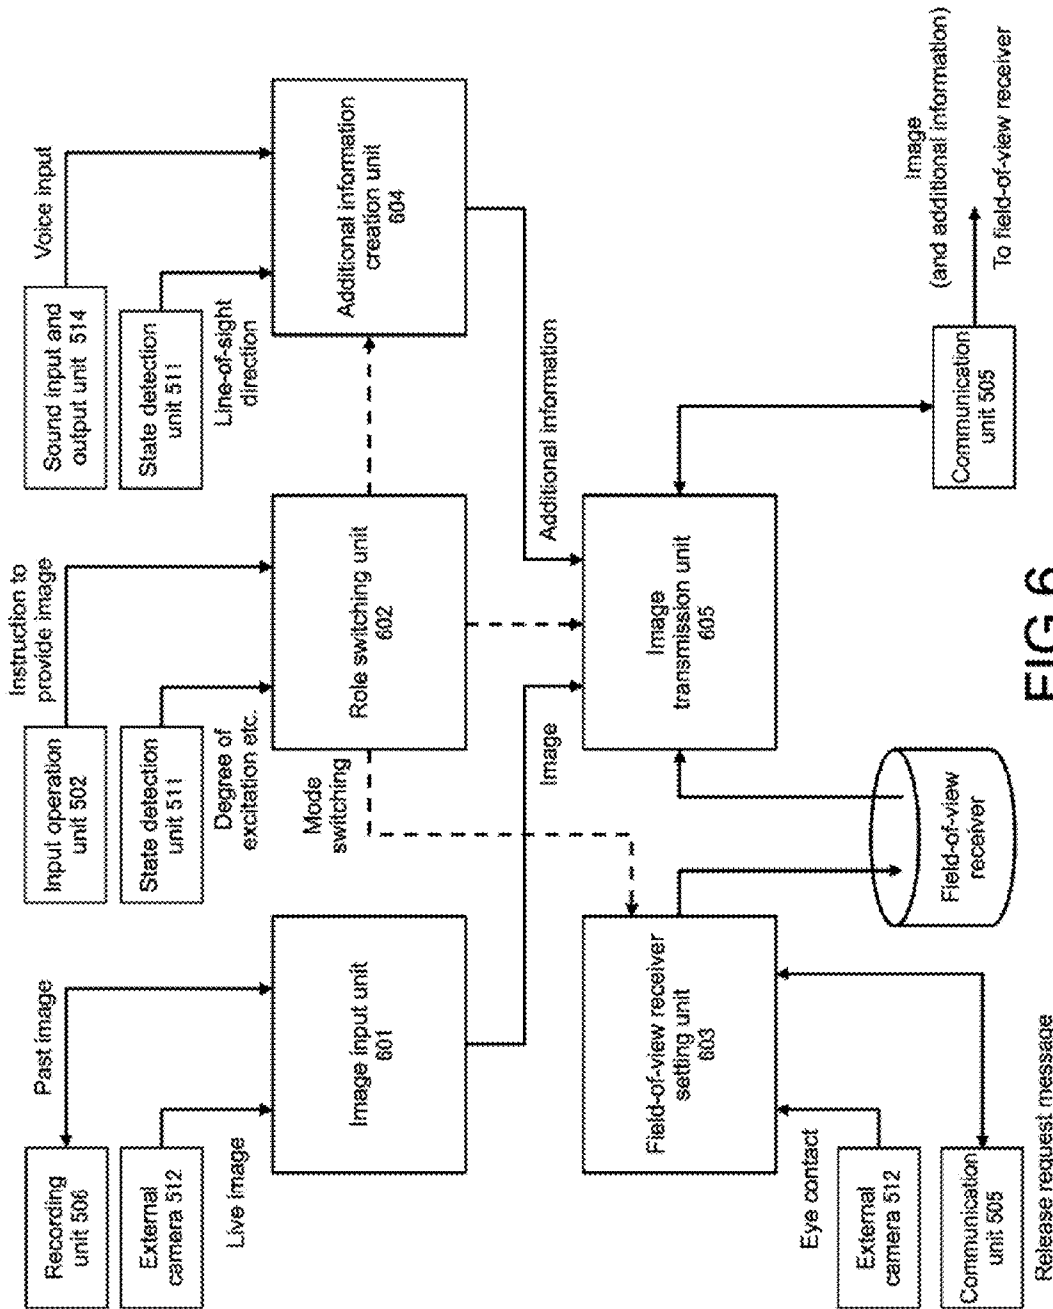 Recording
unit 506
Past image
External
camera 512
Live image
Image input unit
601
Input operation
unit 502
Instruction to
provide image
State detection
unit 511
Degree of
excitation etc.
Mode
switching
Role switching unit
602
Sound input and
output unit 514
Voice input
State detection
unit 511
Line-of-sight
direction
Additional information
creation unit
604
Image
Additional information
Field-of-view receiver
setting unit
603
Image
transmission unit
605
Eye contact
External
camera 512
Communication
unit 505
Release request message
Field-of-view
receiver
Communication
unit 505
Image
(and additional information)
To field-of-view receiver
FIG.6